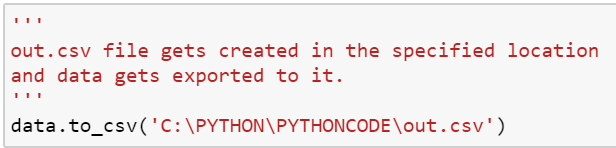 '''
out.csv file gets created in the specified location
and data gets exported to it.
'''
data.to_csv('C:\PYTHON\PYTHONCODE\out.csv')